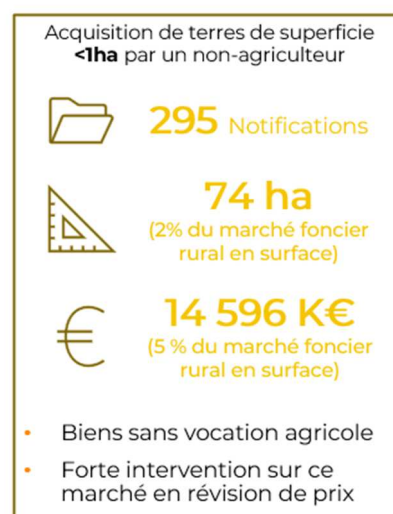 Acquisition de terres de superficie
<1ha par un non-agriculteur
295 Notifications
74 ha
(2% du marché foncier
rural en surface)
14 596 K€
(5 % du marché foncier
rural en surface)
• Biens sans vocation agricole
• Forte intervention sur ce
marché en révision de prix